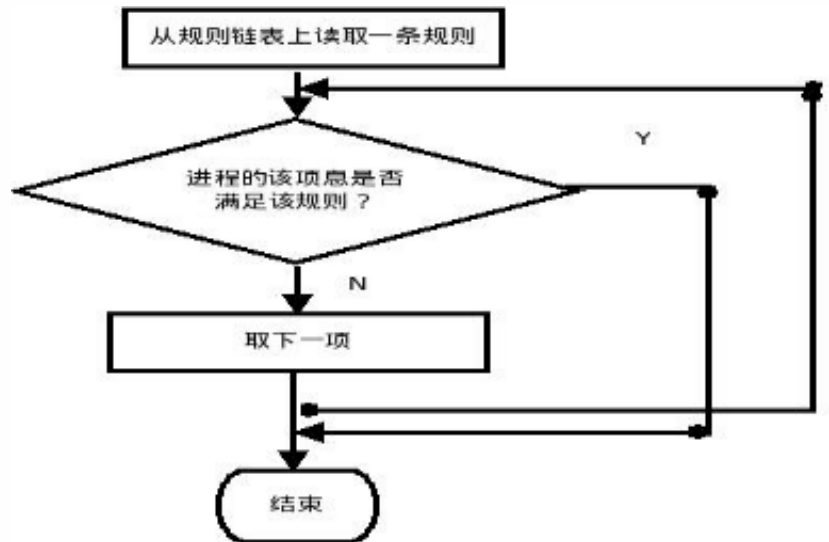 从规则链表上读取一条规则
Y
进程的该项息是否
满足该规则？
N
取下一项
结束